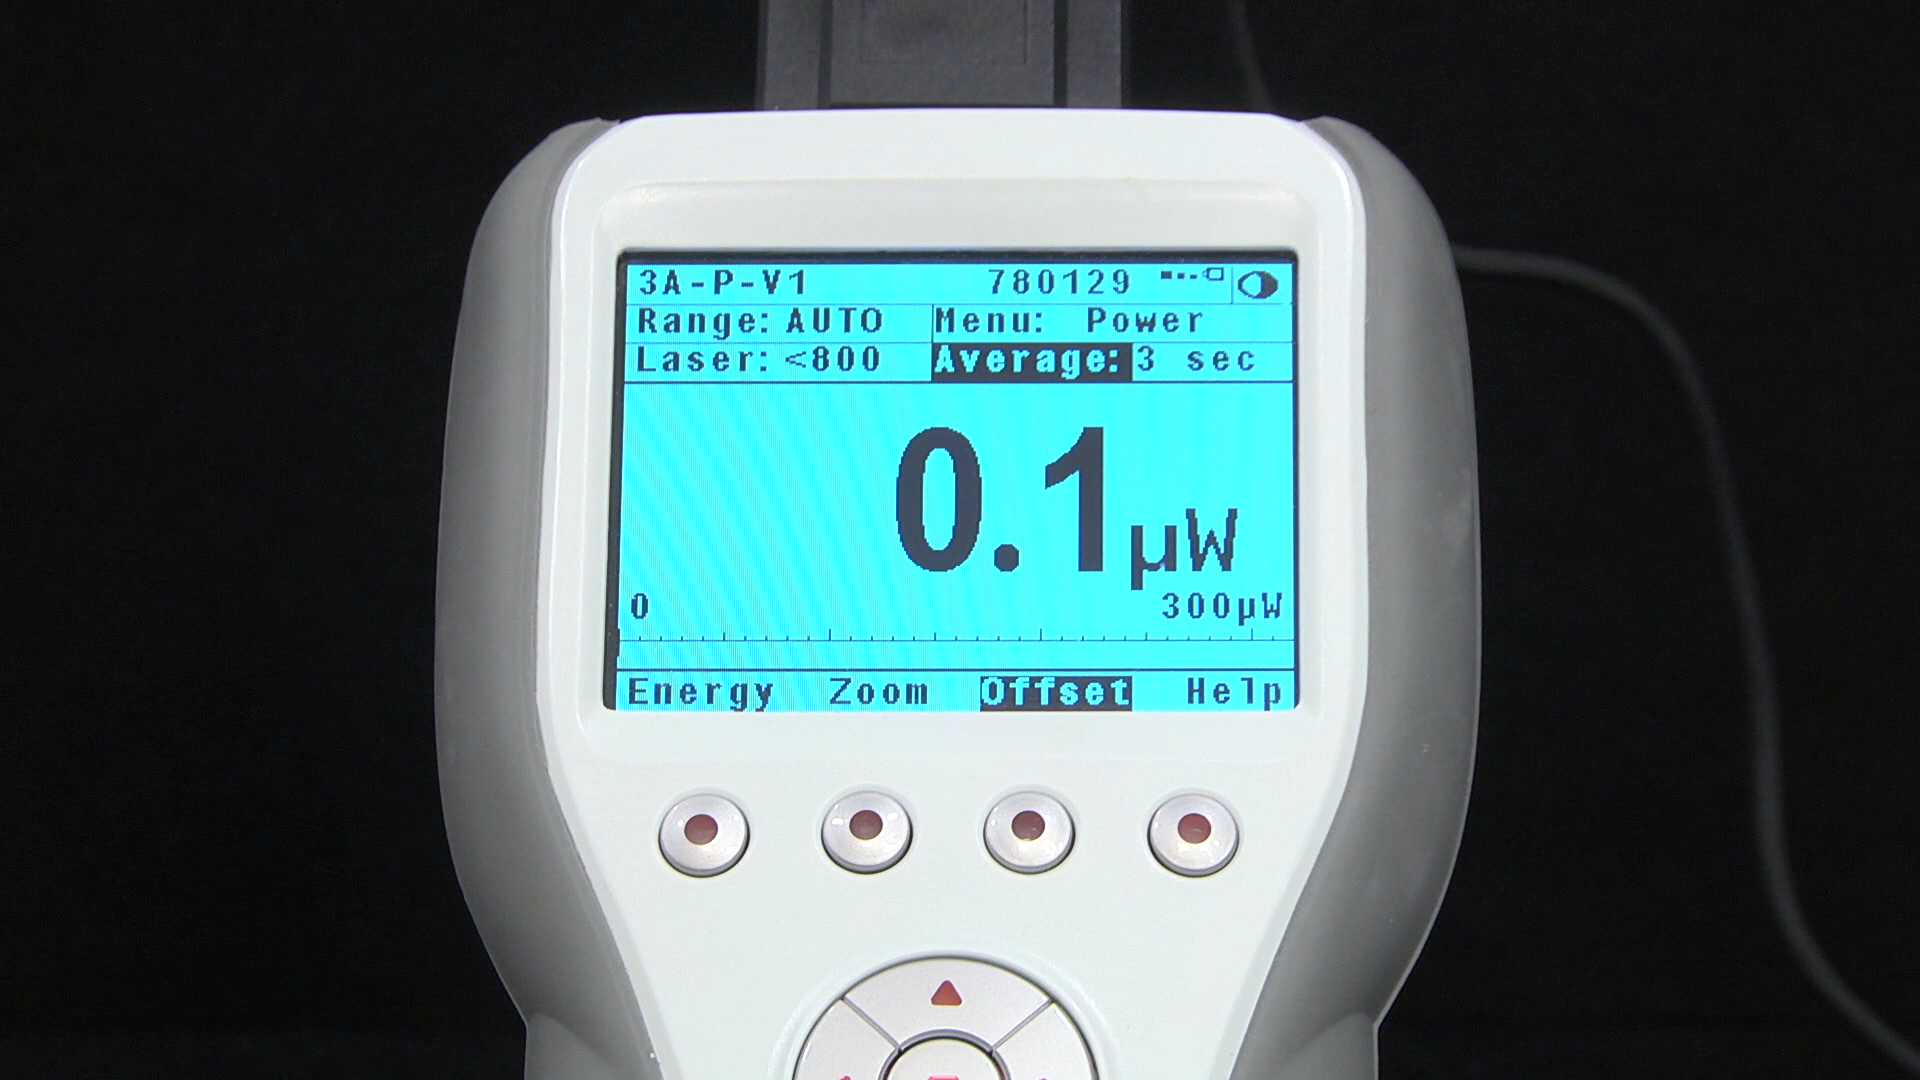 3A-P-V1 780129
Range: AUTO Menu: Power
Laser: <800 Average: 3 sec
0.1µW
0 300µW
Energy Zoom Offset Help